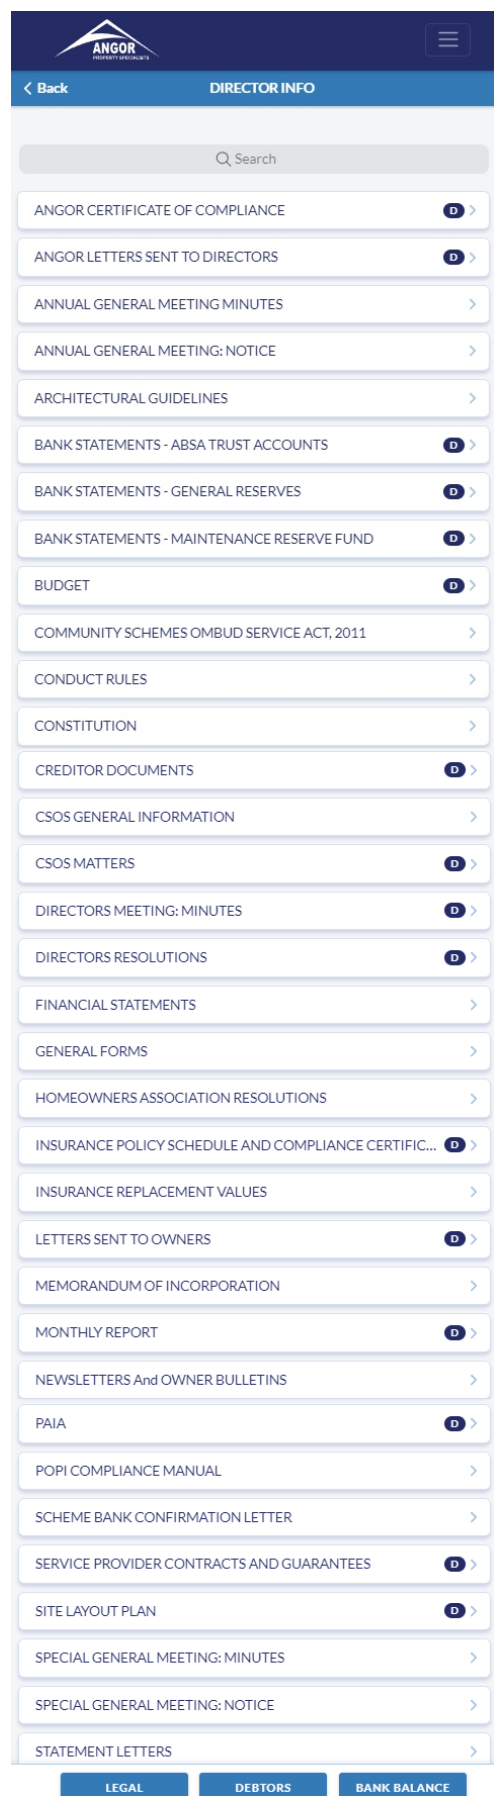 ANGOR
PROPERTY SPECIALISTS
Back
DIRECTOR INFO
Search
ANGOR CERTIFICATE OF COMPLIANCE D
ANGOR LETTERS SENT TO DIRECTORS D
ANNUAL GENERAL MEETING MINUTES
ANNUAL GENERAL MEETING: NOTICE
ARCHITECTURAL GUIDELINES
BANK STATEMENTS - ABSA TRUST ACCOUNTS D
BANK STATEMENTS - GENERAL RESERVES D
BANK STATEMENTS - MAINTENANCE RESERVE FUND D
BUDGET D
COMMUNITY SCHEMES OMBUD SERVICE ACT, 2011
CONDUCT RULES
CONSTITUTION
CREDITOR DOCUMENTS D
CSOS GENERAL INFORMATION
CSOS MATTERS D
DIRECTORS MEETING: MINUTES D
DIRECTORS RESOLUTIONS D
FINANCIAL STATEMENTS
GENERAL FORMS
HOMEOWNERS ASSOCIATION RESOLUTIONS
INSURANCE POLICY SCHEDULE AND COMPLIANCE CERTIFIC... D
INSURANCE REPLACEMENT VALUES
LETTERS SENT TO OWNERS D
MEMORANDUM OF INCORPORATION
MONTHLY REPORT D
NEWSLETTERS And OWNER BULLETINS
PAIA D
POPI COMPLIANCE MANUAL
SCHEME BANK CONFIRMATION LETTER
SERVICE PROVIDER CONTRACTS AND GUARANTEES D
SITE LAYOUT PLAN D
SPECIAL GENERAL MEETING: MINUTES
SPECIAL GENERAL MEETING: NOTICE
STATEMENT LETTERS
LEGAL DEBTORS BANK BALANCE